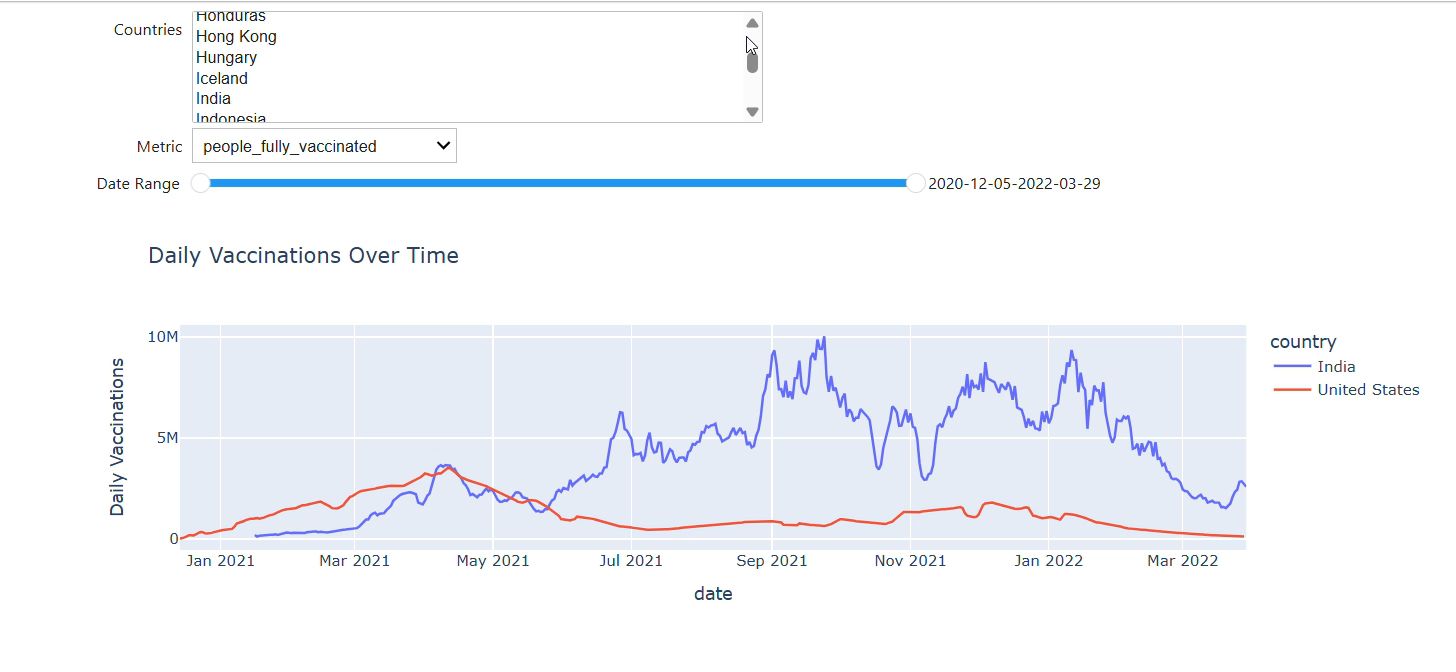 Honduras
Countries
Hong Kong
Hungary
Iceland
India
Indonesia
Metric people_fully_vaccinated
Date Range 2020-12-05-2022-03-29
Daily Vaccinations Over Time
10M
5M
0
Daily Vaccinations
country
India
United States
Jan 2021 Mar 2021 May 2021 Jul 2021 Sep 2021 Nov 2021 Jan 2022 Mar 2022
date